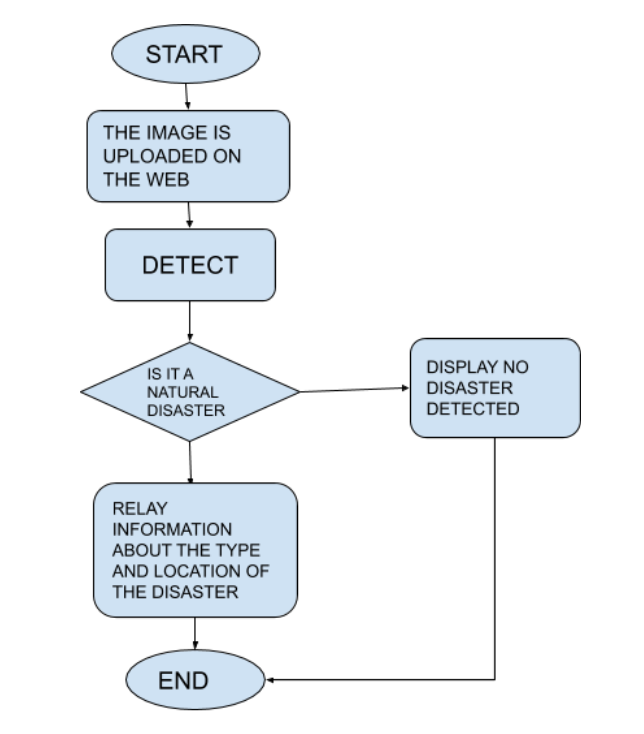 START
THE IMAGE IS
UPLOADED ON
THE WEB
DETECT
IS IT A
NATURAL
DISASTER
DISPLAY NO
DISASTER
DETECTED
RELAY
INFORMATION
ABOUT THE TYPE
AND LOCATION OF
THE DISASTER
END